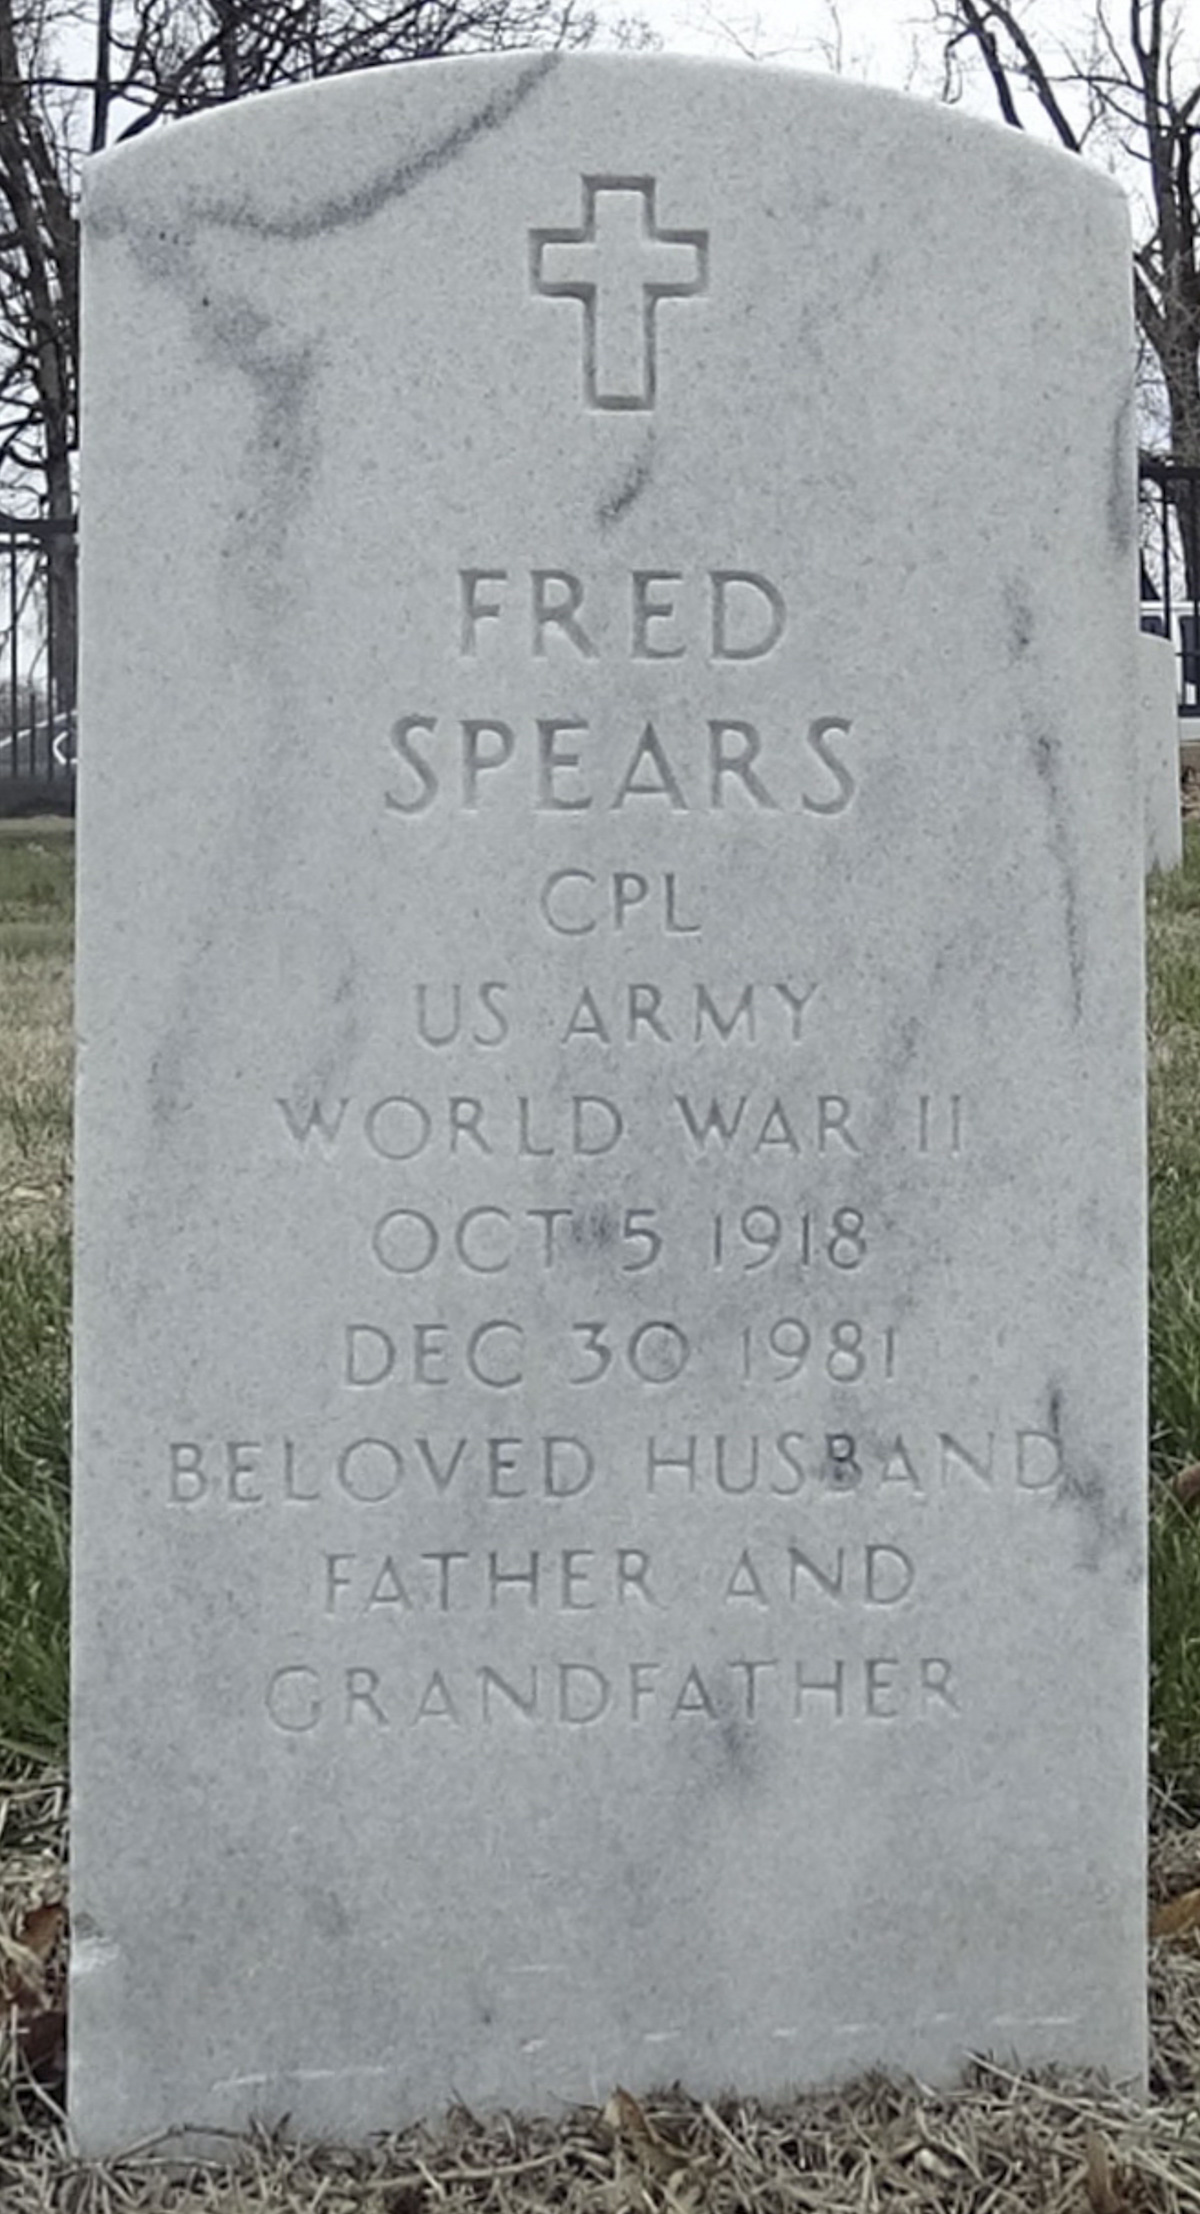 FRED
SPEARS
CPL
US ARMY
WORLD WAR II
OCT 5 1918
DEC 30 1981
BELOVED HUSBAND
FATHER AND
GRANDFATHER